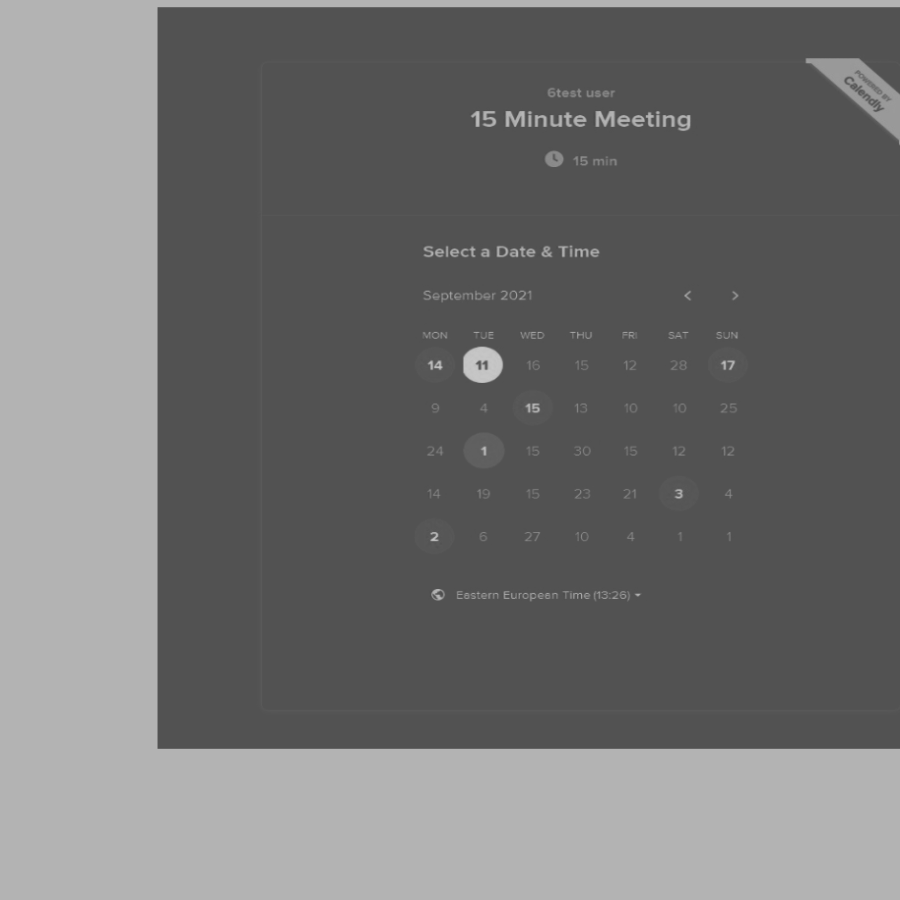 POWERED BY
Calendly
6test user
15 Minute Meeting
15 min
Select a Date & Time
September 2021
MON TUE WED THU FRI SAT SUN
14 11 16 15 12 28 17
9 4 15 13 10 10 25
24 1 15 30 15 12 12
14 19 15 23 21 3 4
2 6 27 10 4 1 1
Eastern European Time (13:26)